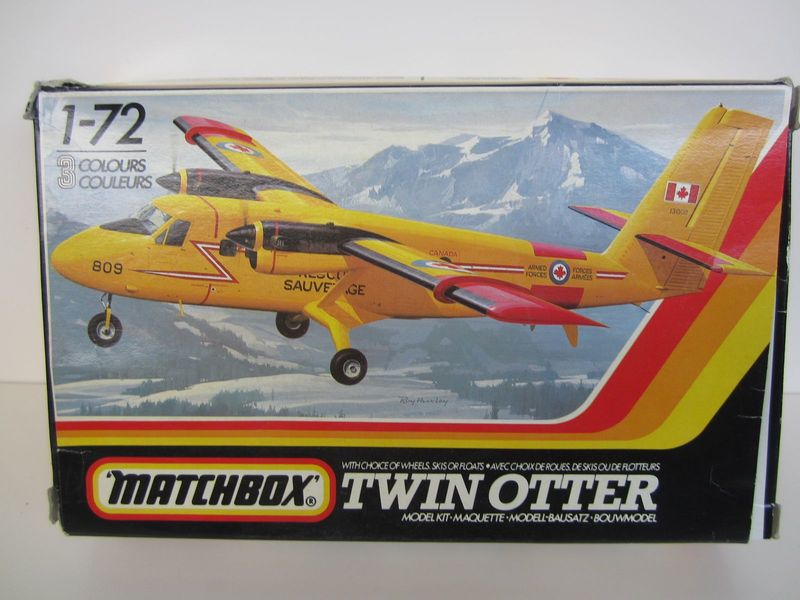 1-72
3 COLOURS
COULEURS
809
RESCUE
SAUVETAGE
CANADA
ARMED
FORCES
FORCES
ARMÉES
Roy Huxley
WITH CHOICE OF WHEELS, SKIS OR FLOATS • AVEC CHOIX DE ROUES, DE SKIS OU DE FLOTTEURS
'MATCHBOX'®
TWIN OTTER
MODEL KIT • MAQUETTE • MODELL-BAUSATZ • BOUWMODEL